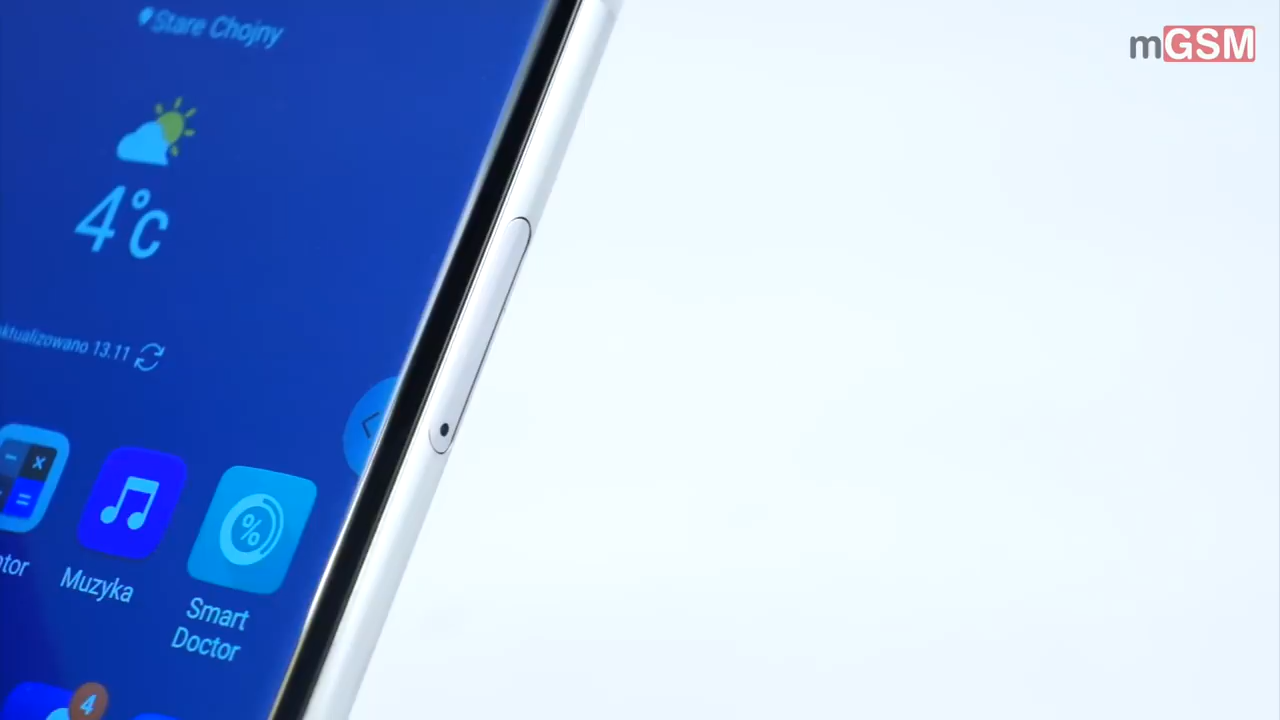 mGSM
Stare Chojny
4°C
ktualizowano 13.11
tor
Muzyka
Smart
Doctor
4